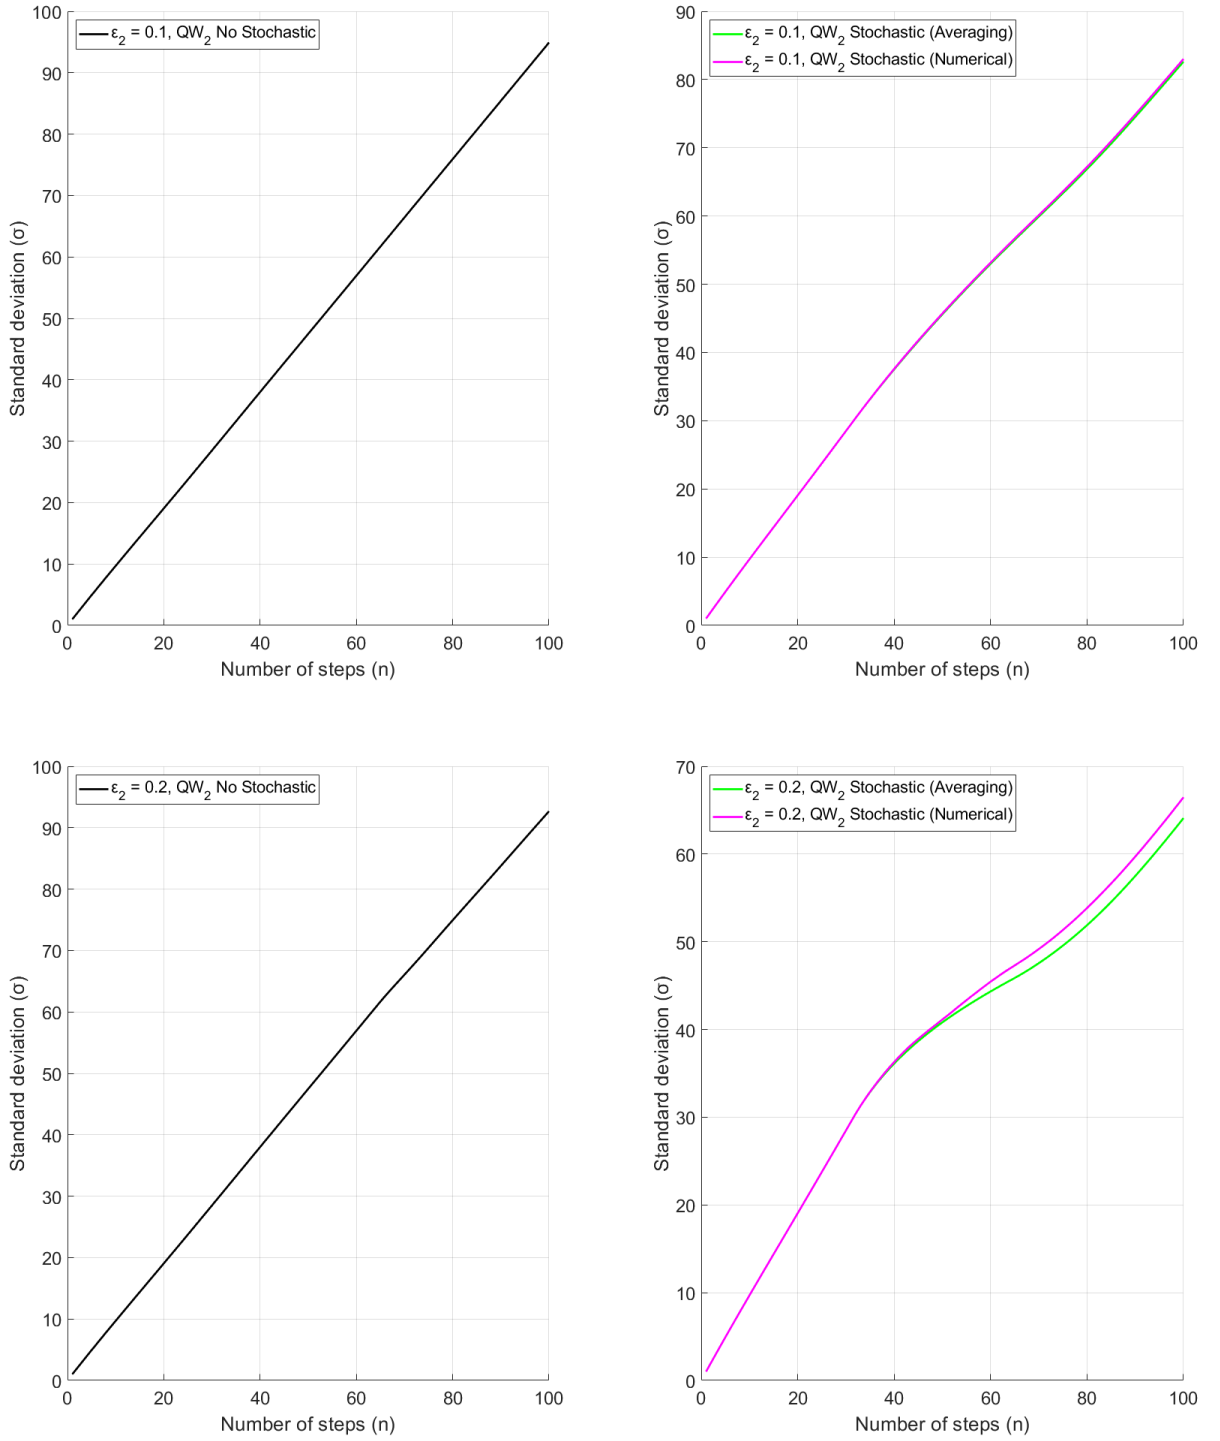 ε2 = 0.1, QW2 No Stochastic
100
90
80
70
60
50
40
30
20
10
0
Standard deviation (σ)
0 20 40 60 80 100
Number of steps (n)
ε2 = 0.1, QW2 Stochastic (Averaging)
ε2 = 0.1, QW2 Stochastic (Numerical)
90
80
70
60
50
40
30
20
10
0
Standard deviation (σ)
0 20 40 60 80 100
Number of steps (n)
ε2 = 0.2, QW2 No Stochastic
100
90
80
70
60
50
40
30
20
10
0
Standard deviation (σ)
0 20 40 60 80 100
Number of steps (n)
ε2 = 0.2, QW2 Stochastic (Averaging)
ε2 = 0.2, QW2 Stochastic (Numerical)
70
60
50
40
30
20
10
0
Standard deviation (σ)
0 20 40 60 80 100
Number of steps (n)